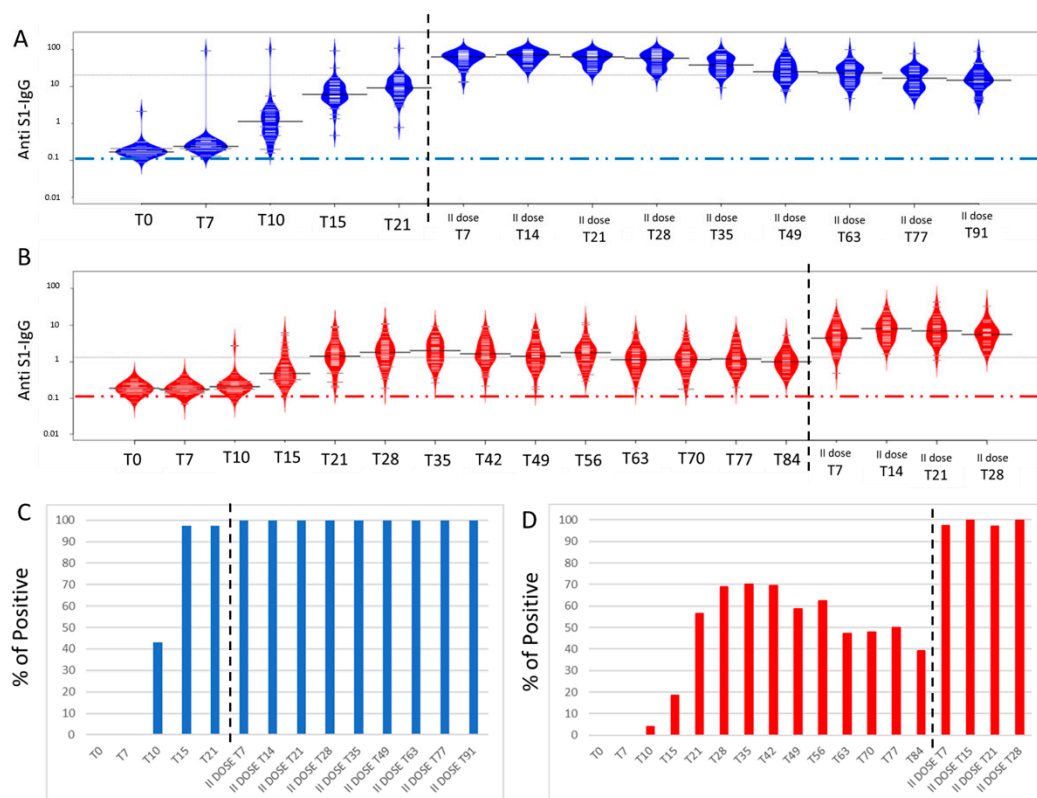 A
Anti S1-IgG
100
10
1
0.1
0.01
T0 T7 T10 T15 T21 II dose T7 II dose T14 II dose T21 II dose T28 II dose T35 II dose T49 II dose T63 II dose T77 II dose T91
B
Anti S1-IgG
100
10
1
0.1
0.01
T0 T7 T10 T15 T21 T28 T35 T42 T49 T56 T63 T70 T77 T84 II dose T7 II dose T14 II dose T21 II dose T28
C
% of Positive
100
90
80
70
60
50
40
30
20
10
0
T0 T7 T10 T15 T21 II DOSE T7 II DOSE T14 II DOSE T21 II DOSE T28 II DOSE T35 II DOSE T49 II DOSE T63 II DOSE T77 II DOSE T91
D
% of Positive
100
90
80
70
60
50
40
30
20
10
0
T0 T7 T10 T15 T21 T28 T35 T42 T49 T56 T63 T70 T77 T84 II DOSE T7 II DOSE T15 II DOSE T21 II DOSE T28